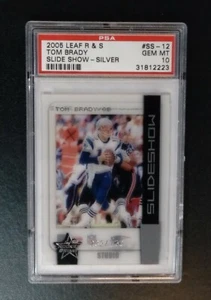 PSA
2005 LEAF R & S #SS-12
TOM BRADY GEM MT
SLIDE SHOW - SILVER 10
31812223
TOM BRADY
SLIDESHOW